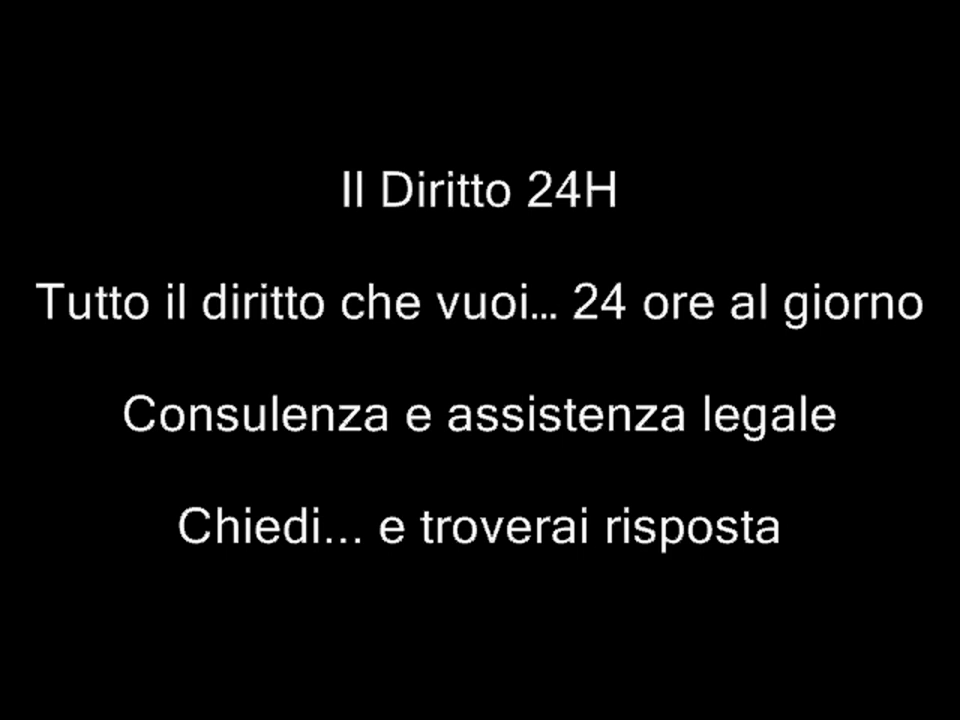 Il Diritto 24H
Tutto il diritto che vuoi... 24 ore al giorno
Consulenza e assistenza legale
Chiedi... e troverai risposta